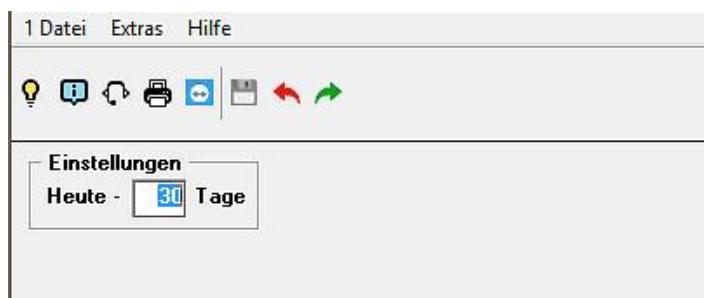 1 Datei Extras Hilfe
Einstellungen
Heute - 30 Tage